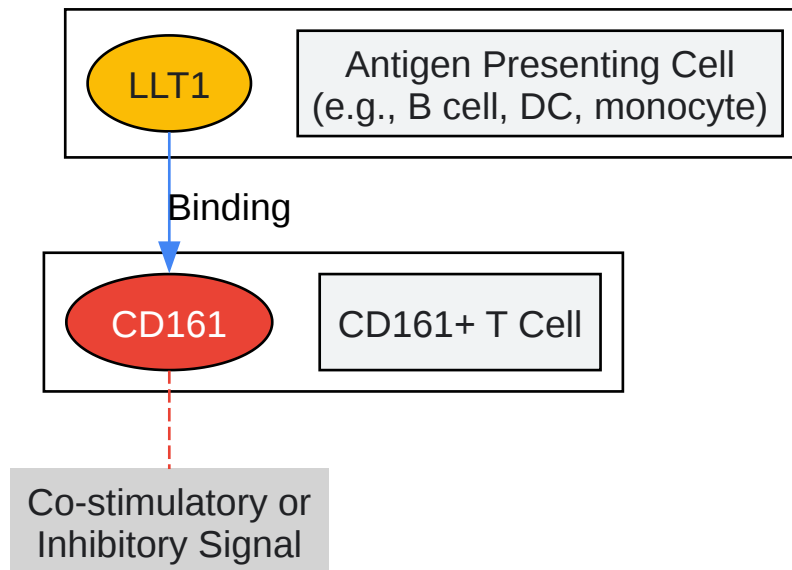 LLT1
Antigen Presenting Cell
(e.g., B cell, DC, monocyte)
Binding
CD161
CD161+ T Cell
Co-stimulatory or
Inhibitory Signal